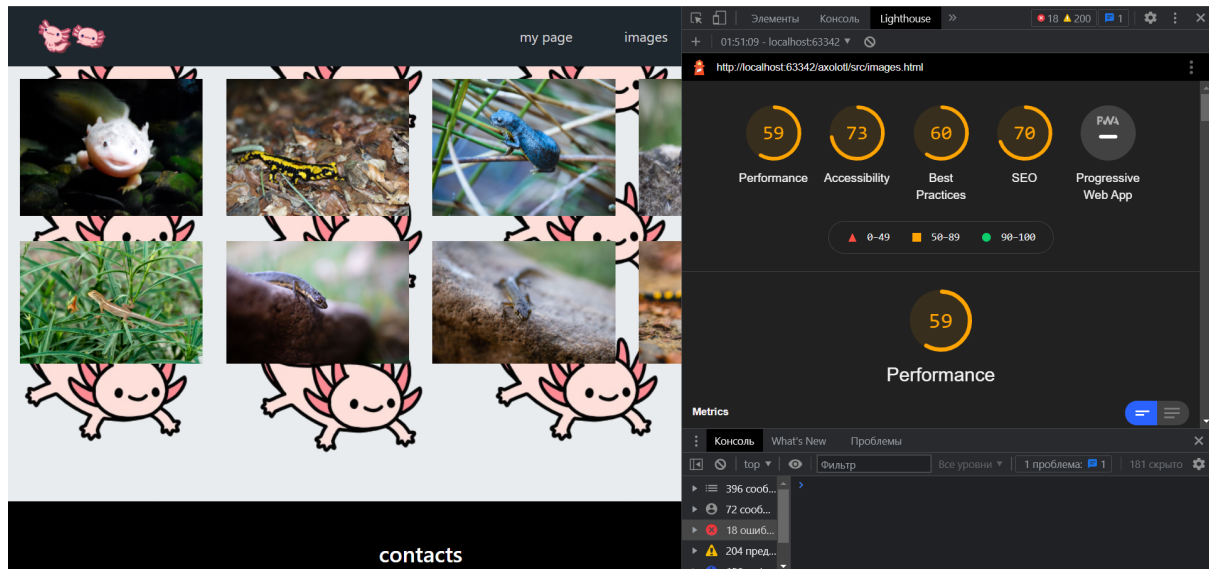 my page images
contacts
Элементы Консоль Lighthouse 18 200 1
01:51:09 - localhost:63342
http://localhost:63342/axolotl/src/images.html
59 73 60 70 PWA
Performance Accessibility Best Practices SEO Progressive Web App
0–49 50–89 90–100
59
Performance
Metrics
Консоль What's New Проблемы
top Фильтр Все уровни 1 проблема: 1 181 скрыто
396 сооб...
72 сооб...
18 ошиб...
204 пред...